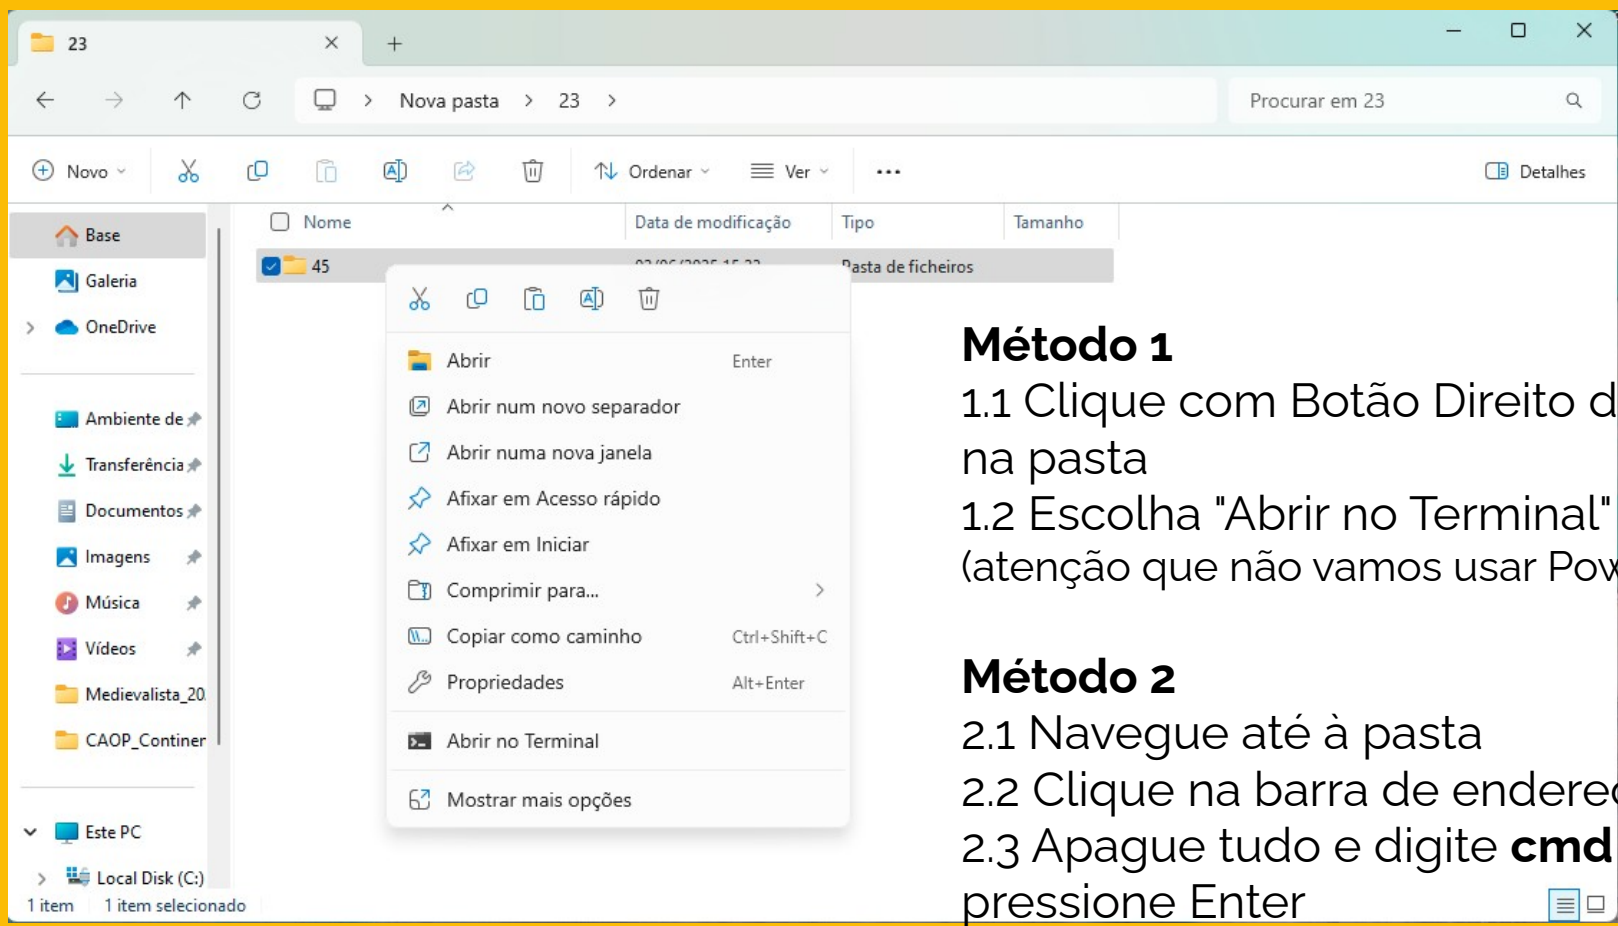 23
Nova pasta > 23 >
Procurar em 23
Novo
Ordenar
Ver
Detalhes
Nome
Data de modificação
Tipo
Tamanho
45
Pasta de ficheiros
Base
Galeria
OneDrive
Ambiente de
Transferência
Documentos
Imagens
Música
Vídeos
Medievalista_20
CAOP_Continen
Este PC
Local Disk (C:)
1 item
1 item selecionado
Abrir Enter
Abrir num novo separador
Abrir numa nova janela
Afixar em Acesso rápido
Afixar em Iniciar
Comprimir para...
Copiar como caminho Ctrl+Shift+C
Propriedades Alt+Enter
Abrir no Terminal
Mostrar mais opções
Método 1
1.1 Clique com Botão Direito d
na pasta
1.2 Escolha "Abrir no Terminal"
(atenção que não vamos usar Pow
Método 2
2.1 Navegue até à pasta
2.2 Clique na barra de endereç
2.3 Apague tudo e digite cmd
pressione Enter